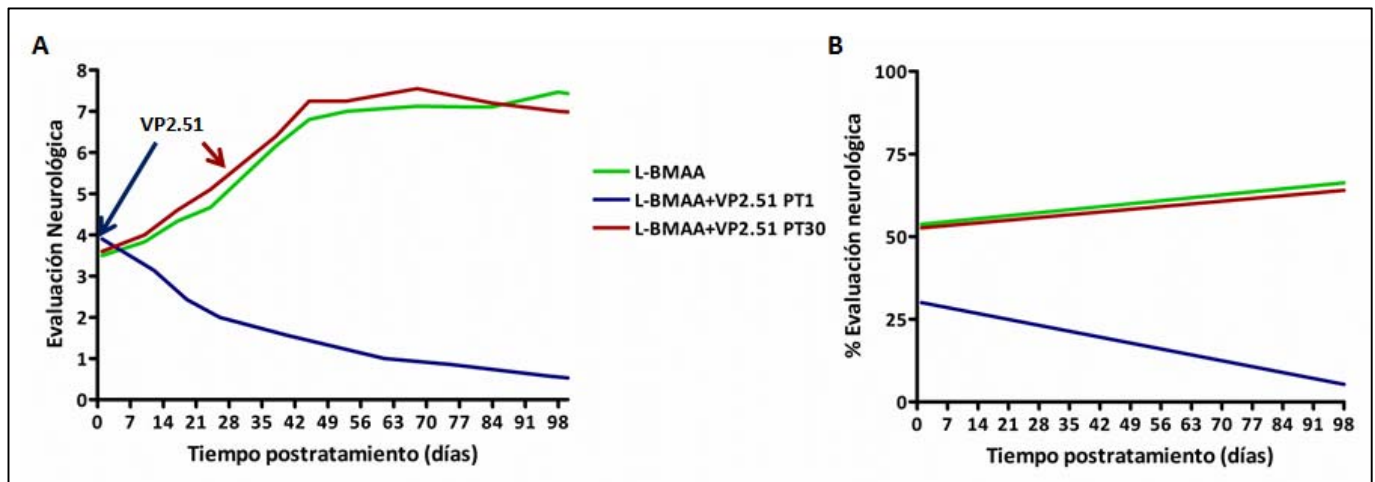 A
Evaluación Neurológica
8
7
6
5
4
3
2
1
0
VP2.51
0 7 14 21 28 35 42 49 56 63 70 77 84 91 98
Tiempo postratamiento (días)
L-BMAA
L-BMAA+VP2.51 PT1
L-BMAA+VP2.51 PT30
B
% Evaluación neurológica
100
75
50
25
0
0 7 14 21 28 35 42 49 56 63 70 77 84 91 98
Tiempo postratamiento (días)